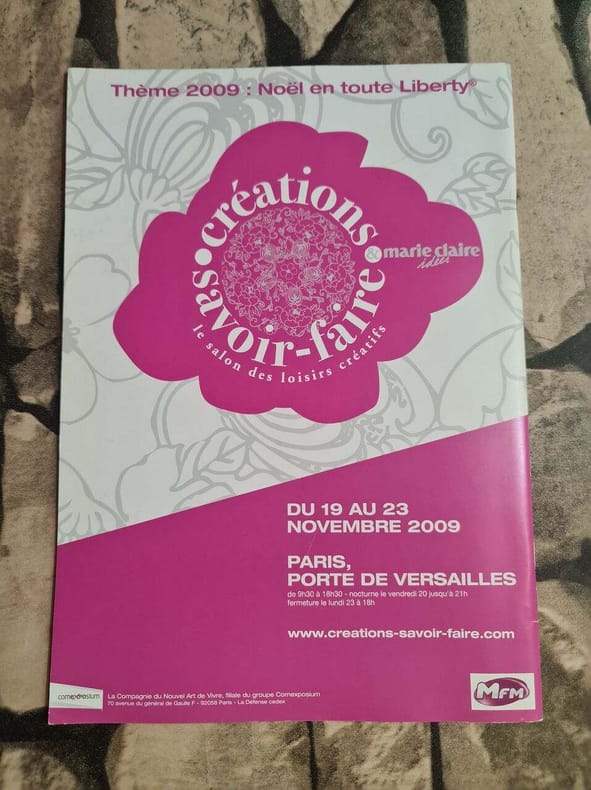 Thème 2009 : Noël en toute Liberty®
créations
savoir-faire
& marie claire
idées
le salon des loisirs créatifs
DU 19 AU 23
NOVEMBRE 2009
PARIS,
PORTE DE VERSAILLES
de 9h30 à 18h30 - nocturne le vendredi 20 jusqu'à 21h
fermeture le lundi 23 à 18h
www.creations-savoir-faire.com
comexposium
La Compagnie du Nouvel Art de Vivre, filiale du groupe Comexposium
70 avenue du général de Gaulle F - 92058 Paris - La Défense cedex
MFM